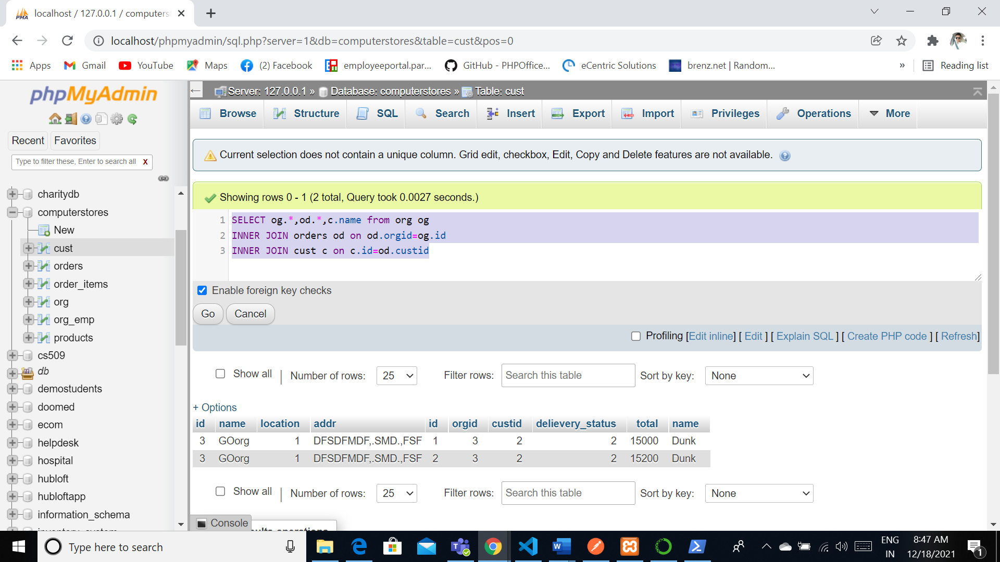 localhost / 127.0.0.1 / computers
localhost/phpmyadmin/sql.php?server=1&db=computerstores&table=cust&pos=0
Apps Gmail YouTube Maps (2) Facebook employeeportal.par... GitHub - PHPOffice... eCentric Solutions brenz.net | Random... » Reading list
phpMyAdmin
Recent Favorites
Type to filter these, Enter to search all X
charitydb
computerstores
New
cust
orders
order_items
org
org_emp
products
cs509
db
demostudents
doomed
ecom
helpdesk
hospital
hubloft
hubloftapp
information_schema
Server: 127.0.0.1 » Database: computerstores » Table: cust
Browse Structure SQL Search Insert Export Import Privileges Operations More
Current selection does not contain a unique column. Grid edit, checkbox, Edit, Copy and Delete features are not available.
Showing rows 0 - 1 (2 total, Query took 0.0027 seconds.)
1 SELECT og.*,od.*,c.name from org og
2 INNER JOIN orders od on od.orgid=og.id
3 INNER JOIN cust c on c.id=od.custid
Enable foreign key checks
Go Cancel
Profiling [Edit inline] [ Edit ] [ Explain SQL ] [ Create PHP code ] [ Refresh]
Show all | Number of rows: 25 Filter rows: Search this table Sort by key: None
+ Options
id name location addr id orgid custid delievery_status total name
3 GOorg 1 DFSDFMDF,.SMD.,FSF 1 3 2 2 15000 Dunk
3 GOorg 1 DFSDFMDF,.SMD.,FSF 2 3 2 2 15200 Dunk
Show all | Number of rows: 25 Filter rows: Search this table Sort by key: None
Console
Type here to search
ENG
IN
8:47 AM
12/18/2021
1